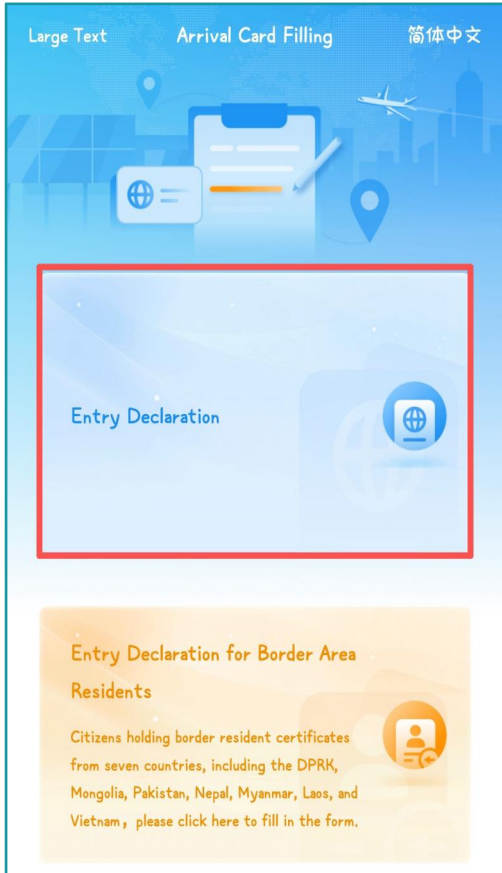 Large Text Arrival Card Filling 简体中文
Entry Declaration
Entry Declaration for Border Area
Residents
Citizens holding border resident certificates
from seven countries, including the DPRK,
Mongolia, Pakistan, Nepal, Myanmar, Laos, and
Vietnam，please click here to fill in the form.